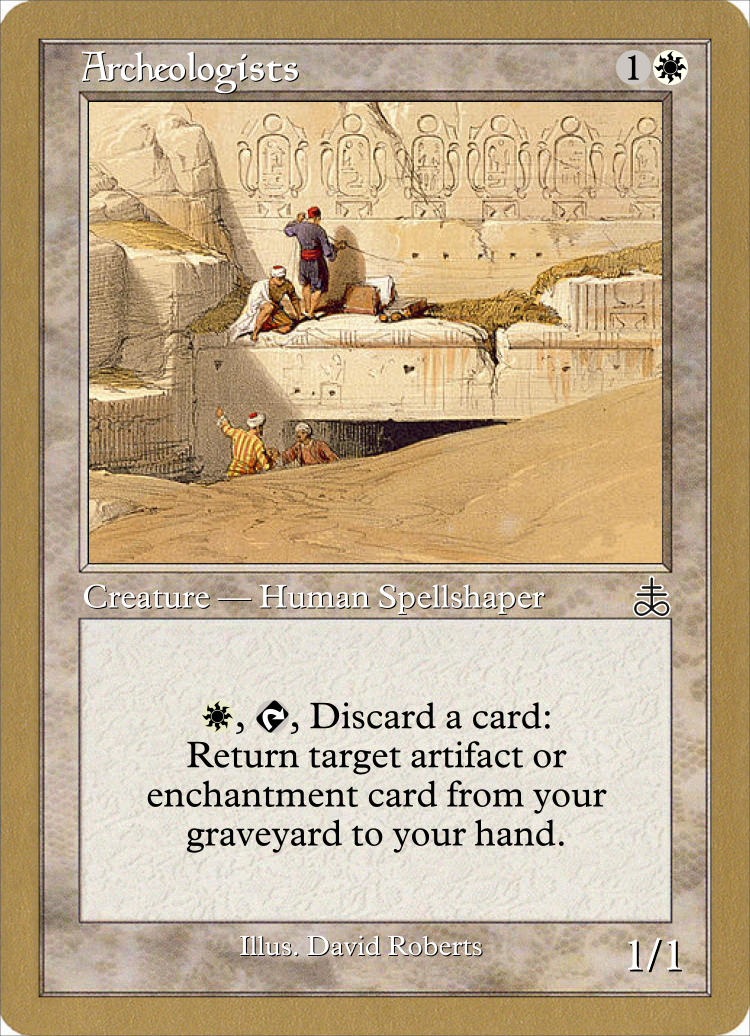 Archeologists 1
Creature — Human Spellshaper
, , Discard a card:
Return target artifact or
enchantment card from your
graveyard to your hand.
Illus. David Roberts
1/1